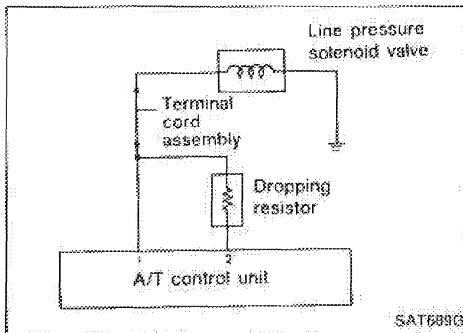 Line pressure
solenoid valve
Terminal
cord
assembly
Dropping
resistor
1 2
A/T control unit
SAT689G